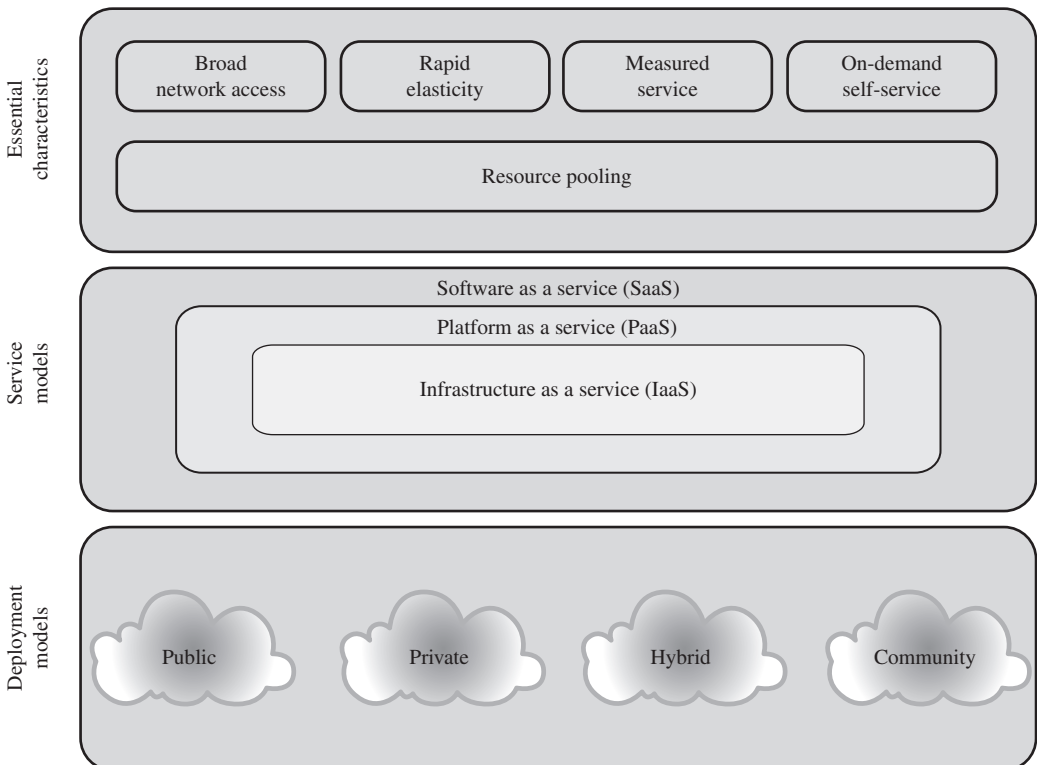 Essential
characteristics
Broad
network access
Rapid
elasticity
Measured
service
On-demand
self-service
Resource pooling
Service
models
Software as a service (SaaS)
Platform as a service (PaaS)
Infrastructure as a service (IaaS)
Deployment
models
Public
Private
Hybrid
Community